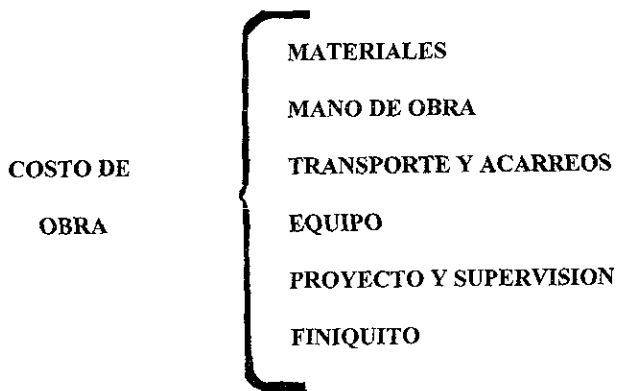 COSTO DE
OBRA
MATERIALES
MANO DE OBRA
TRANSPORTE Y ACARREOS
EQUIPO
PROYECTO Y SUPERVISION
FINIQUITO